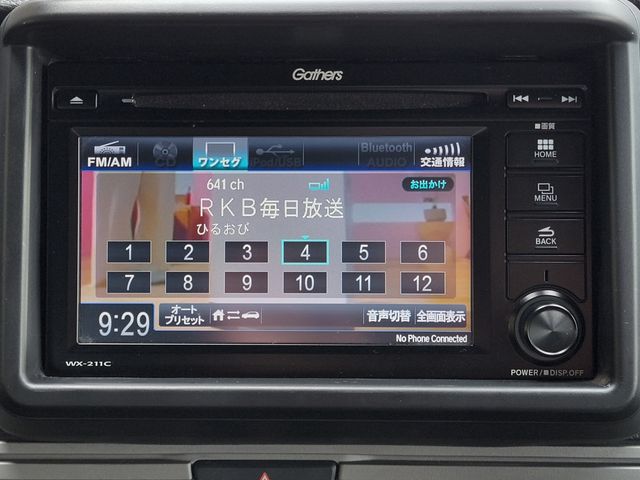 Gathers
■画質
FM/AM CD ワンセグ iPod/USB Bluetooth AUDIO 交通情報
HOME
641 ch お出かけ
RKB毎日放送
MENU
ひるおび
1 2 3 4 5 6
BACK
7 8 9 10 11 12
9:29 オートプリセット 音声切替 全画面表示
No Phone Connected
WX-211C
POWER/■DISP.OFF